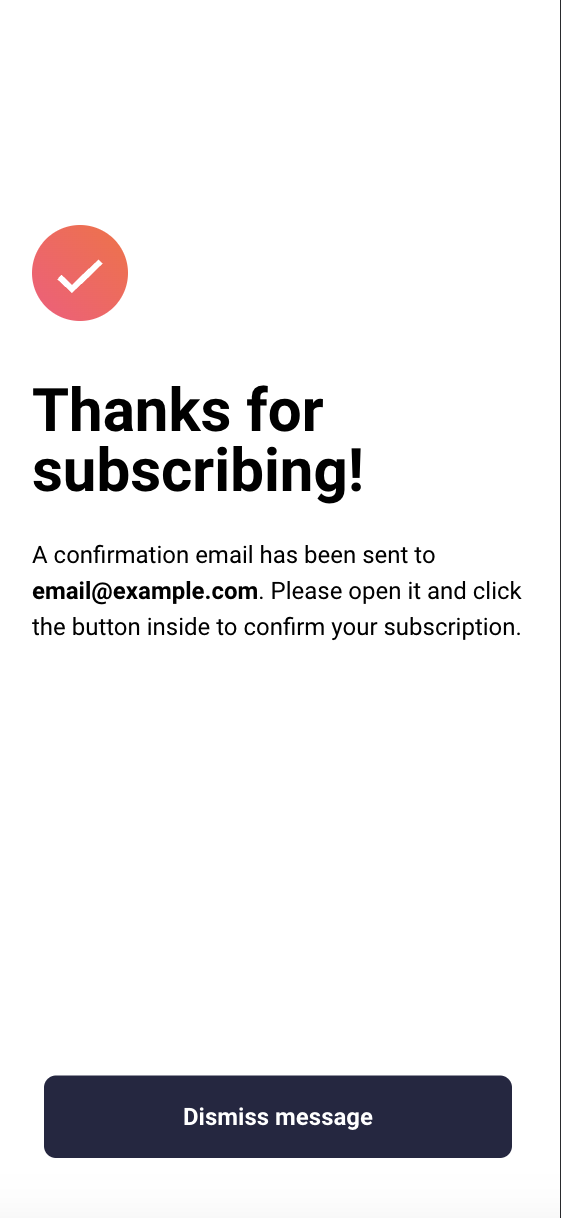 Thanks for
subscribing!
A confirmation email has been sent to
email@example.com. Please open it and click
the button inside to confirm your subscription.
Dismiss message